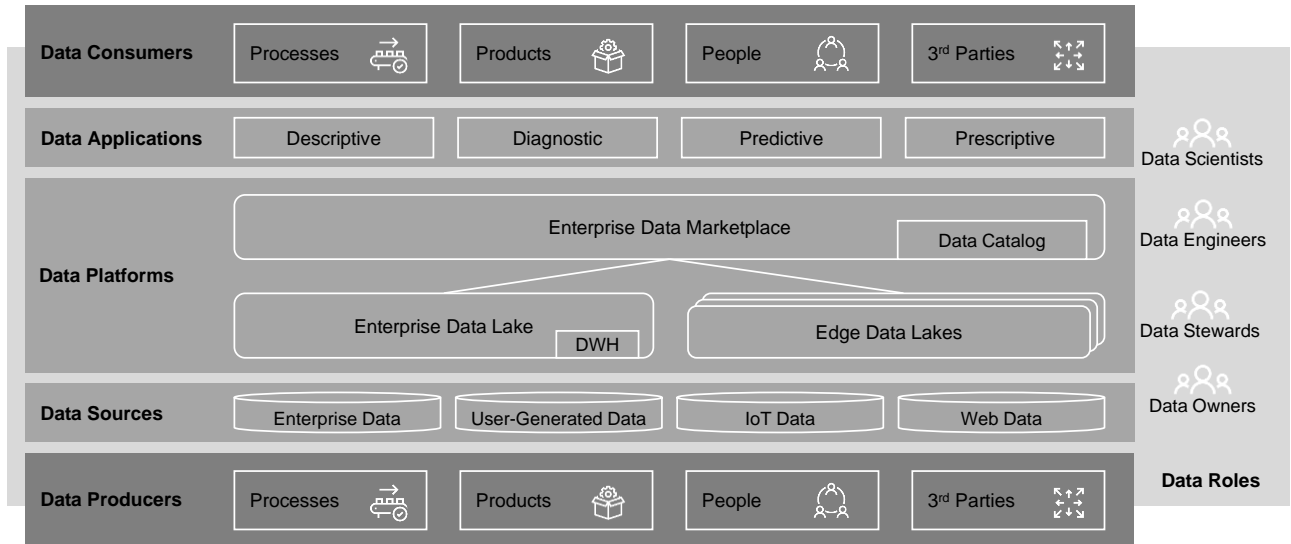 Data Consumers
Processes
Products
People
3rd Parties
Data Applications
Descriptive
Diagnostic
Predictive
Prescriptive
Data Platforms
Enterprise Data Marketplace
Data Catalog
Enterprise Data Lake
DWH
Edge Data Lakes
Data Sources
Enterprise Data
User-Generated Data
IoT Data
Web Data
Data Producers
Processes
Products
People
3rd Parties
Data Scientists
Data Engineers
Data Stewards
Data Owners
Data Roles